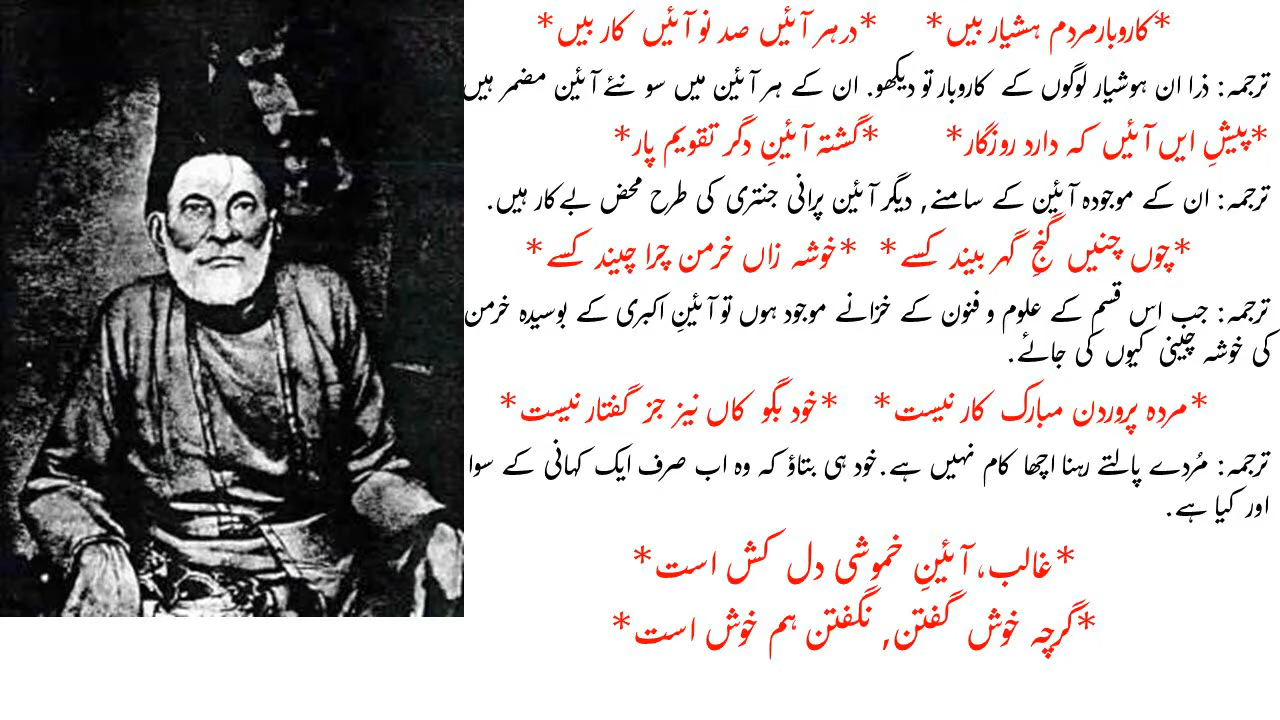 *کاروبارمردم ہشیار بیں* *در ہر آئیں صد نو آئیں کار بیں*
ترجمہ: ذرا ان ہوشیار لوگوں کے کاروبار تو دیکھو. ان کے ہر آئین میں سو نئے آئین مضمر ہیں
*پیشِ ایں آئیں کہ دارد روزگار* *گشتہ آئینِ دگر تقویم پار*
ترجمہ: ان کے موجودہ آئین کے سامنے, دیگر آئین پرانی جنتری کی طرح محض بےکار ہیں.
*چوں چنیں گنجِ گہر بیند کسے* *خوشہ زاں خرمن چرا چیند کسے*
ترجمہ: جب اس قسم کے علوم و فنون کے خزانے موجود ہوں تو آئینِ اکبری کے بوسیدہ خرمن
کی خوشہ چینی کیوں کی جائے.
*مردہ پروردن مبارک کار نیست* *خود بگو کاں نیز جز گفتار نیست*
ترجمہ: مُردے پالتے رہنا اچھا کام نہیں ہے.خود ہی بتاؤ کہ وہ اب صرف ایک کہانی کے سوا
اور کیا ہے.
*غالب، آئینِ خموشی دل کش است*
*گرچہ خوش گفتن, نگفتن ہم خوش است*